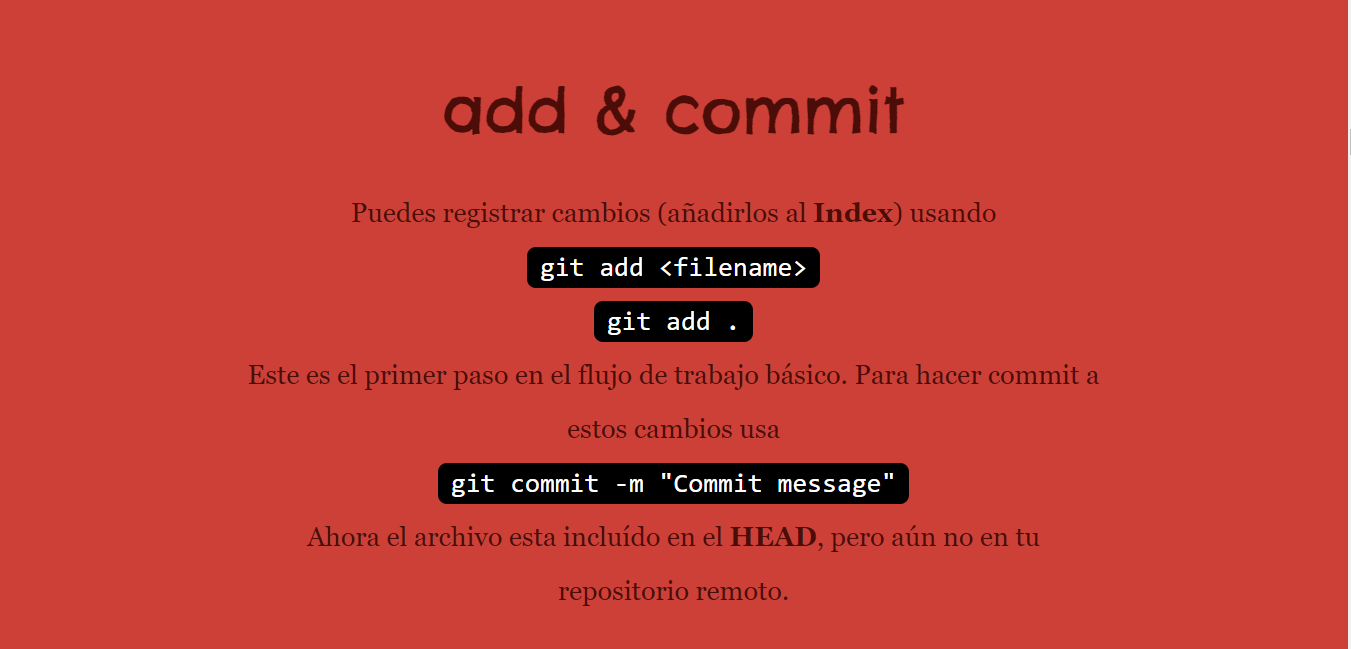 add & commit
Puedes registrar cambios (añadirlos al Index) usando
git add <filename>
git add .
Este es el primer paso en el flujo de trabajo básico. Para hacer commit a
estos cambios usa
git commit -m "Commit message"
Ahora el archivo esta incluído en el HEAD, pero aún no en tu
repositorio remoto.